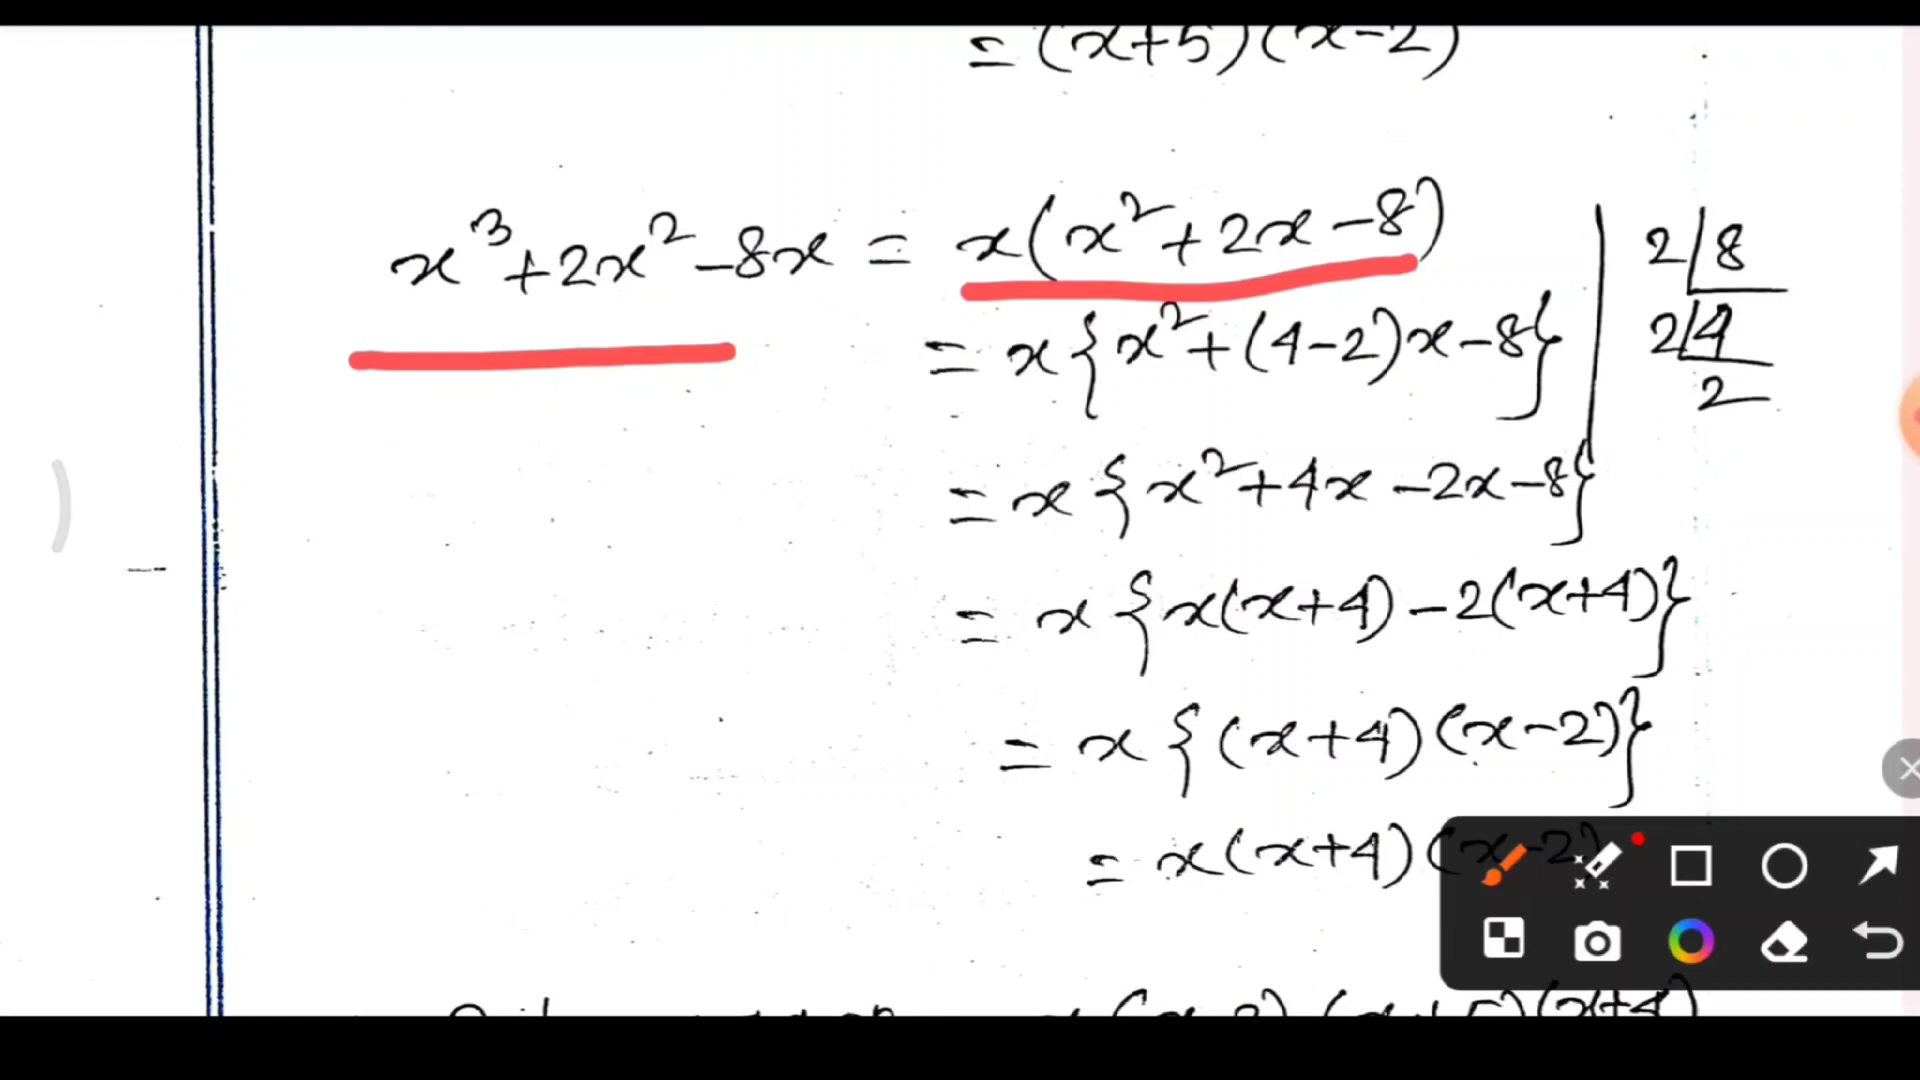 = (x+5)(x-2)
x³+2x²-8x = x(x²+2x-8)
= x{x²+(4-2)x-8}
= x{x²+4x-2x-8}
= x{x(x+4)-2(x+4)}
= x{(x+4)(x-2)}
= x(x+4)(x-2)
2|8
2|4
2